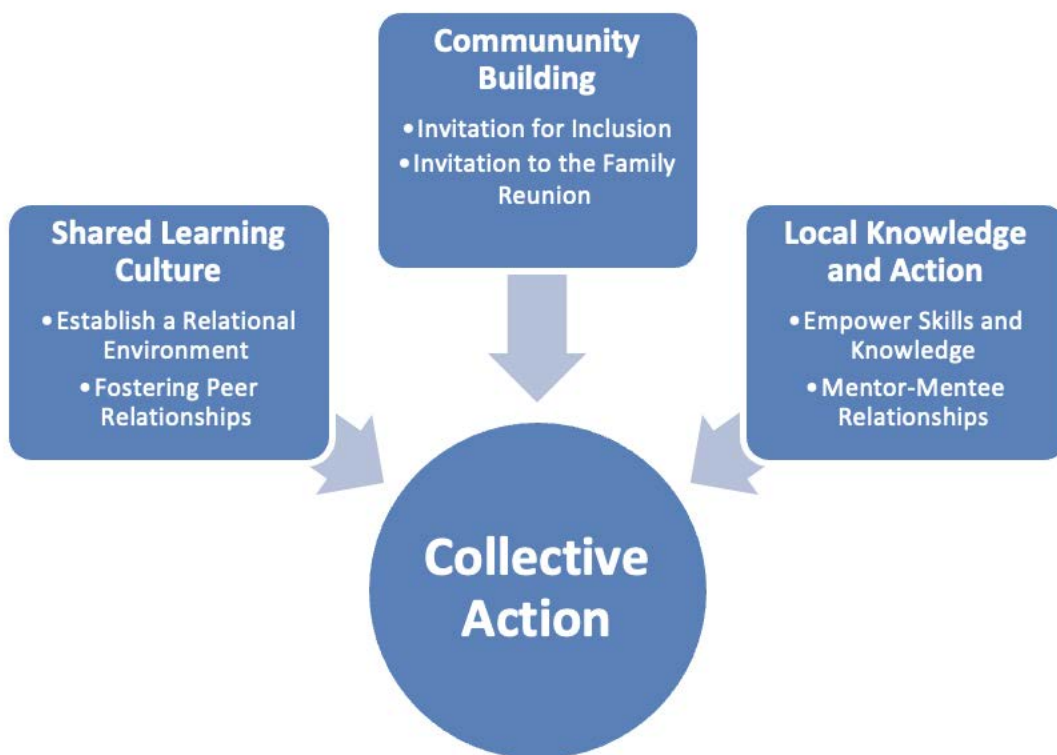 Commununity
Building
•Invitation for Inclusion
•Invitation to the Family
Reunion
Shared Learning
Culture
•Establish a Relational
Environment
•Fostering Peer
Relationships
Local Knowledge
and Action
•Empower Skills and
Knowledge
•Mentor-Mentee
Relationships
Collective
Action